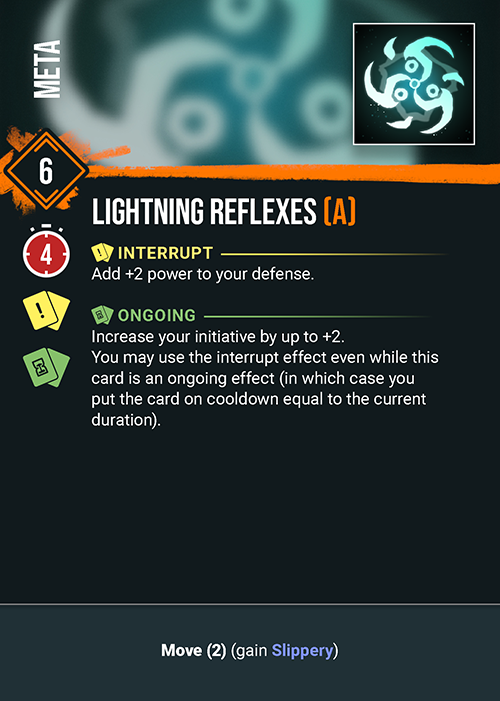 META
6
LIGHTNING REFLEXES (A)
4
! INTERRUPT
Add +2 power to your defense.
!
ONGOING
Increase your initiative by up to +2.
You may use the interrupt effect even while this
card is an ongoing effect (in which case you
put the card on cooldown equal to the current
duration).
Move (2) (gain Slippery)